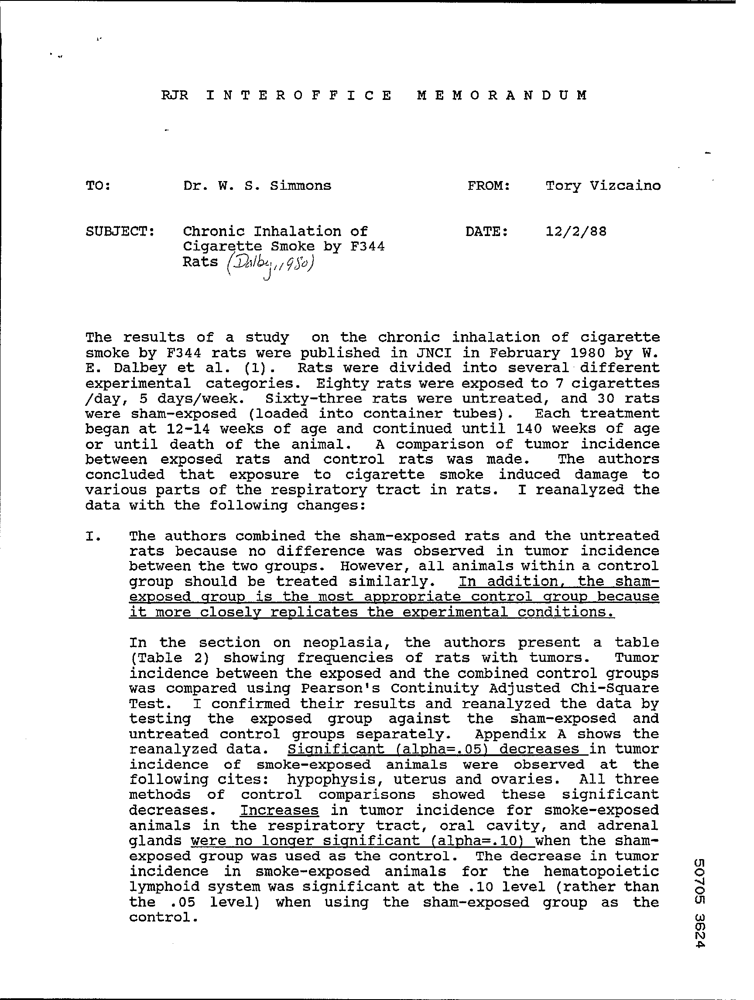 RJR I N T E R O F F I C E M E M O R A N D U M
TO: Dr. W. S. Simmons FROM: Tory Vizcaino
SUBJECT: Chronic Inhalation of DATE: 12/2/88
Cigarette Smoke by F344
Rats (Dalby, 1980)
The results of a study on the chronic inhalation of cigarette
smoke by F344 rats were published in JNCI in February 1980 by W.
E. Dalbey et al. (1). Rats were divided into several different
experimental categories. Eighty rats were exposed to 7 cigarettes
/day, 5 days/week. Sixty-three rats were untreated, and 30 rats
were sham-exposed (loaded into container tubes). Each treatment
began at 12-14 weeks of age and continued until 140 weeks of age
or until death of the animal. A comparison of tumor incidence
between exposed rats and control rats was made. The authors
concluded that exposure to cigarette smoke induced damage to
various parts of the respiratory tract in rats. I reanalyzed the
data with the following changes:
I. The authors combined the sham-exposed rats and the untreated
rats because no difference was observed in tumor incidence
between the two groups. However, all animals within a control
group should be treated similarly. In addition, the sham-
exposed group is the most appropriate control group because
it more closely replicates the experimental conditions.
In the section on neoplasia, the authors present a table
(Table 2) showing frequencies of rats with tumors. Tumor
incidence between the exposed and the combined control groups
was compared using Pearson's Continuity Adjusted Chi-Square
Test. I confirmed their results and reanalyzed the data by
testing the exposed group against the sham-exposed and
untreated control groups separately. Appendix A shows the
reanalyzed data. Significant (alpha=.05) decreases in tumor
incidence of smoke-exposed animals were observed at the
following cites: hypophysis, uterus and ovaries. All three
methods of control comparisons showed these significant
decreases. Increases in tumor incidence for smoke-exposed
animals in the respiratory tract, oral cavity, and adrenal
glands were no longer significant (alpha=.10) when the sham-
exposed group was used as the control. The decrease in tumor
incidence in smoke-exposed animals for the hematopoietic
lymphoid system was significant at the .10 level (rather than
the .05 level) when using the sham-exposed group as the
control.
50705 3624